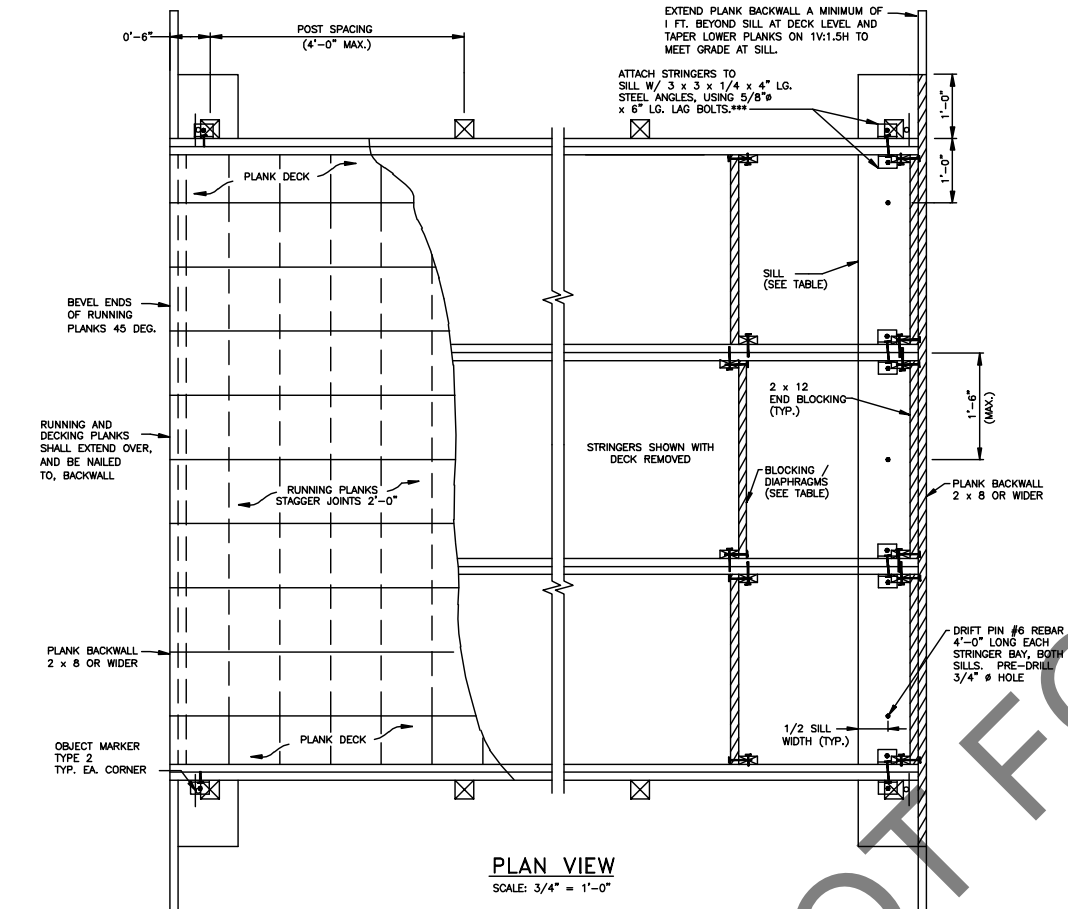 EXTEND PLANK BACKWALL A MINIMUM OF
1 FT. BEYOND SILL AT DECK LEVEL AND
TAPER LOWER PLANKS ON 1V:1.5H TO
MEET GRADE AT SILL.
0'-6"
POST SPACING
(4'-0" MAX.)
ATTACH STRINGERS TO
SILL W/ 3 x 3 x 1/4 x 4" LG.
STEEL ANGLES, USING 5/8"ø
x 6" LG. LAG BOLTS.***
1'-0"
1'-0"
PLANK DECK
SILL
(SEE TABLE)
BEVEL ENDS
OF RUNNING
PLANKS 45 DEG.
2 x 12
END BLOCKING
(TYP.)
1'-6"
(MAX.)
RUNNING AND
DECKING PLANKS
SHALL EXTEND OVER,
AND BE NAILED
TO, BACKWALL
STRINGERS SHOWN WITH
DECK REMOVED
BLOCKING /
DIAPHRAGMS
(SEE TABLE)
RUNNING PLANKS
STAGGER JOINTS 2'-0"
PLANK BACKWALL
2 x 8 OR WIDER
PLANK BACKWALL
2 x 8 OR WIDER
DRIFT PIN #6 REBAR
4'-0" LONG EACH
STRINGER BAY, BOTH
SILLS. PRE-DRILL
3/4" ø HOLE
1/2 SILL
WIDTH (TYP.)
PLANK DECK
OBJECT MARKER
TYPE 2
TYP. EA. CORNER
PLAN VIEW
SCALE: 3/4" = 1'-0"
OT FO